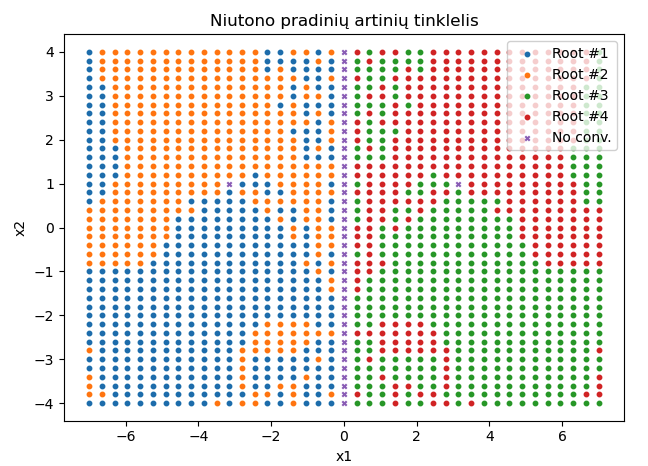 Niutono pradinių artinių tinklelis
Root #1
Root #2
Root #3
Root #4
No conv.
x2
4
3
2
1
0
−1
−2
−3
−4
−6
−4
−2
0
2
4
6
x1